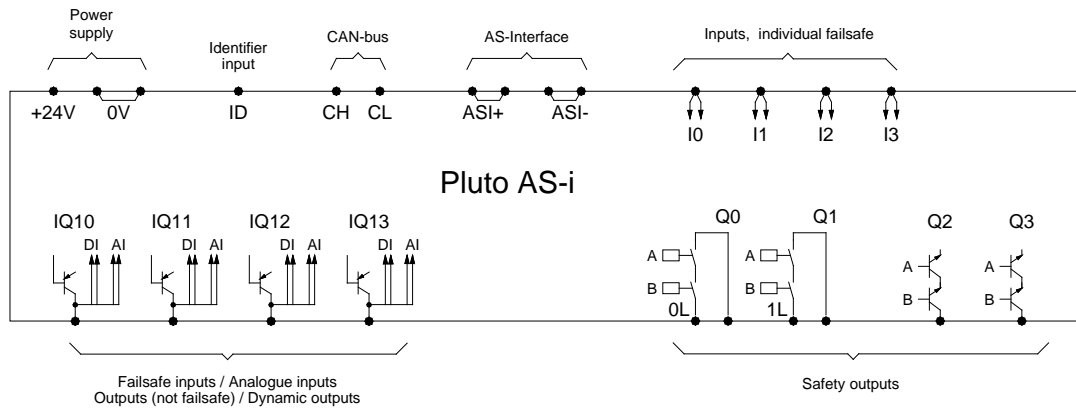 Power
supply
Identifier
input
CAN-bus
AS-Interface
Inputs, individual failsafe
+24V 0V ID CH CL ASI+ ASI- I0 I1 I2 I3
Pluto AS-i
IQ10 IQ11 IQ12 IQ13 Q0 Q1 Q2 Q3
DI AI DI AI DI AI DI AI
A A A A
B B B B
0L 1L
Failsafe inputs / Analogue inputs
Outputs (not failsafe) / Dynamic outputs
Safety outputs